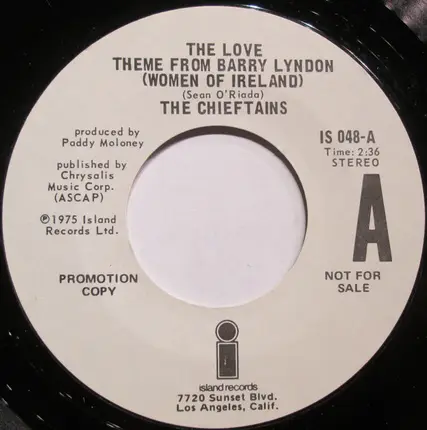 THE LOVE
THEME FROM BARRY LYNDON
(WOMEN OF IRELAND)
(Sean O'Riada)
THE CHIEFTAINS
produced by
Paddy Moloney
published by
Chrysalis
Music Corp.
(ASCAP)
℗1975 Island
Records Ltd.
PROMOTION
COPY
IS 048-A
Time: 2:36
STEREO
A
NOT FOR
SALE
i
island records
7720 Sunset Blvd.
Los Angeles, Calif.